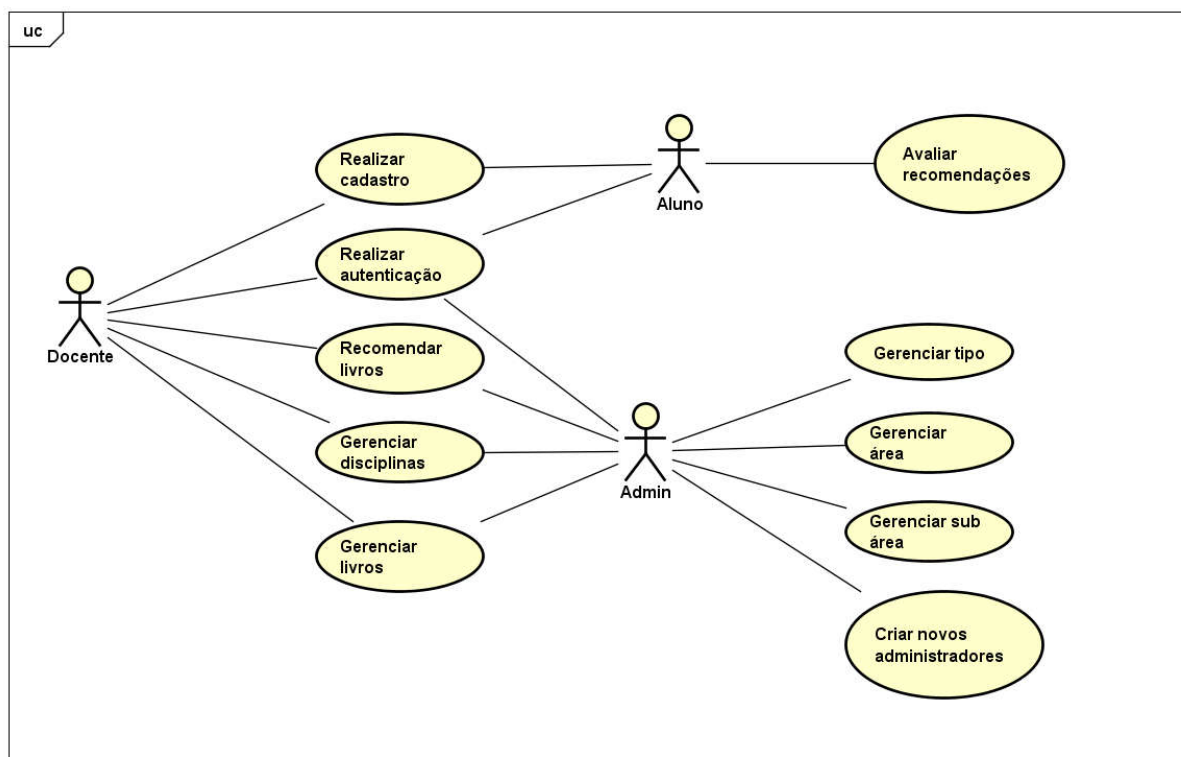 uc
Realizar
cadastro
Aluno
Avaliar
recomendações
Realizar
autenticação
Docente
Recomendar
livros
Gerenciar tipo
Gerenciar
disciplinas
Admin
Gerenciar
área
Gerenciar
livros
Gerenciar sub
área
Criar novos
administradores